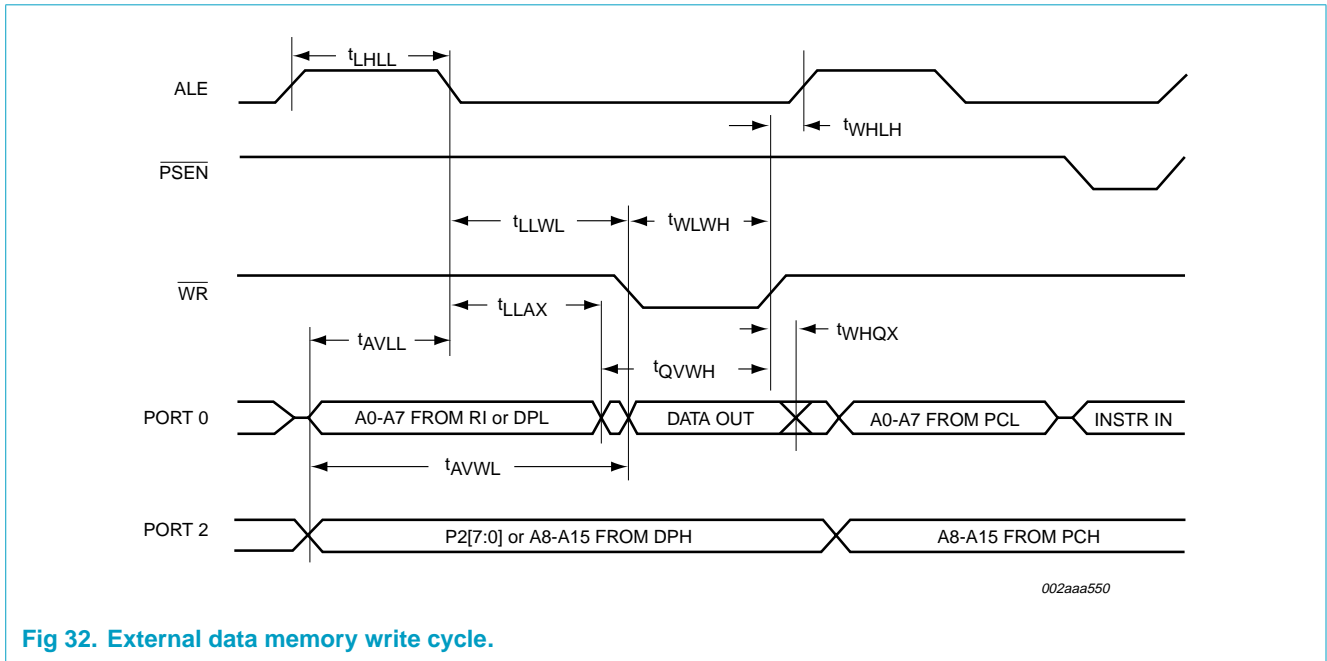 tLHLL
ALE
tWHLH
PSEN
tLLWL
tWLWH
WR
tLLAX
tWHQX
tAVLL
tQVWH
PORT 0
A0-A7 FROM RI or DPL
DATA OUT
A0-A7 FROM PCL
INSTR IN
tAVWL
PORT 2
P2[7:0] or A8-A15 FROM DPH
A8-A15 FROM PCH
002aaa550
Fig 32. External data memory write cycle.